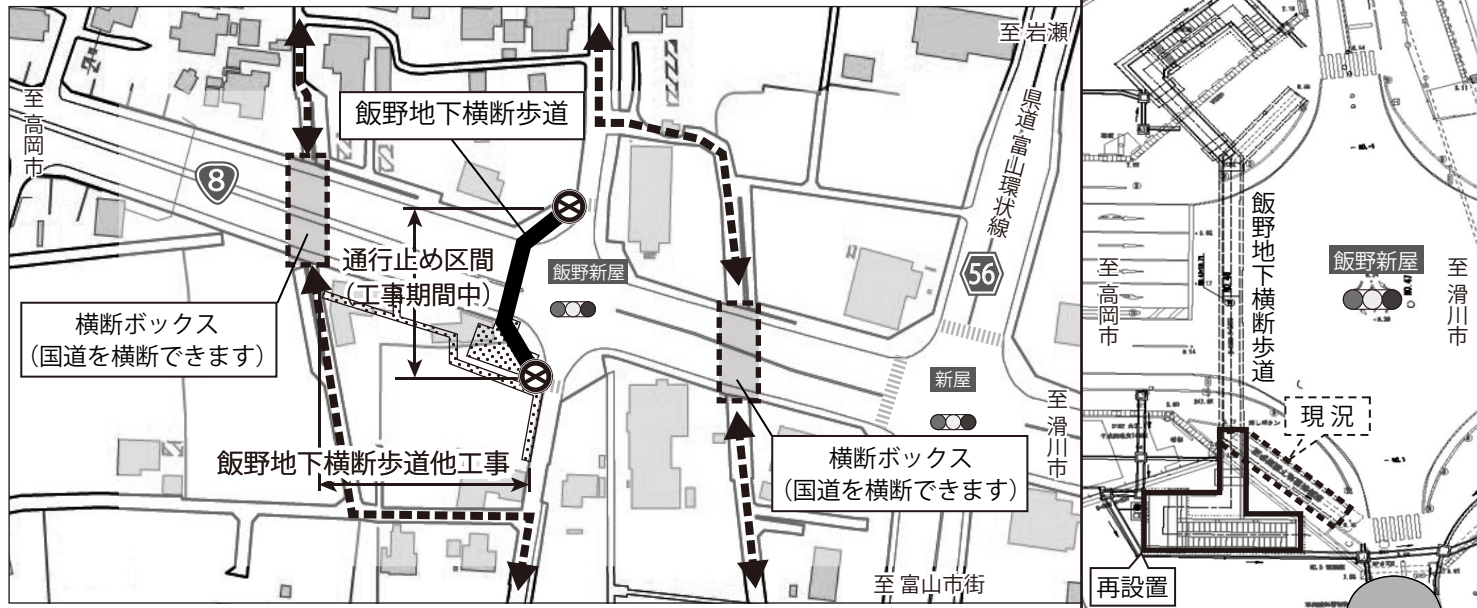 至 岩瀬
至 高岡市
飯野地下横断歩道
県道・富山環状線
8
通行止め区間
(工事期間中)
飯野新屋
56
横断ボックス
(国道を横断できます)
新屋
至 滑川市
飯野地下横断歩道他工事
横断ボックス
(国道を横断できます)
至 富山市街
飯野地下横断歩道
飯野新屋
至 高岡市
至 滑川市
現 況
再設置